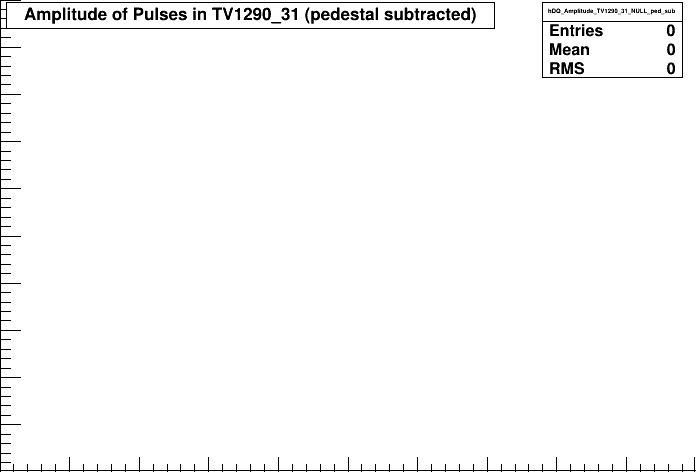 Amplitude of Pulses in TV1290_31 (pedestal subtracted)
hDQ_Amplitude_TV1290_31_NULL_ped_sub
Entries 0
Mean 0
RMS 0